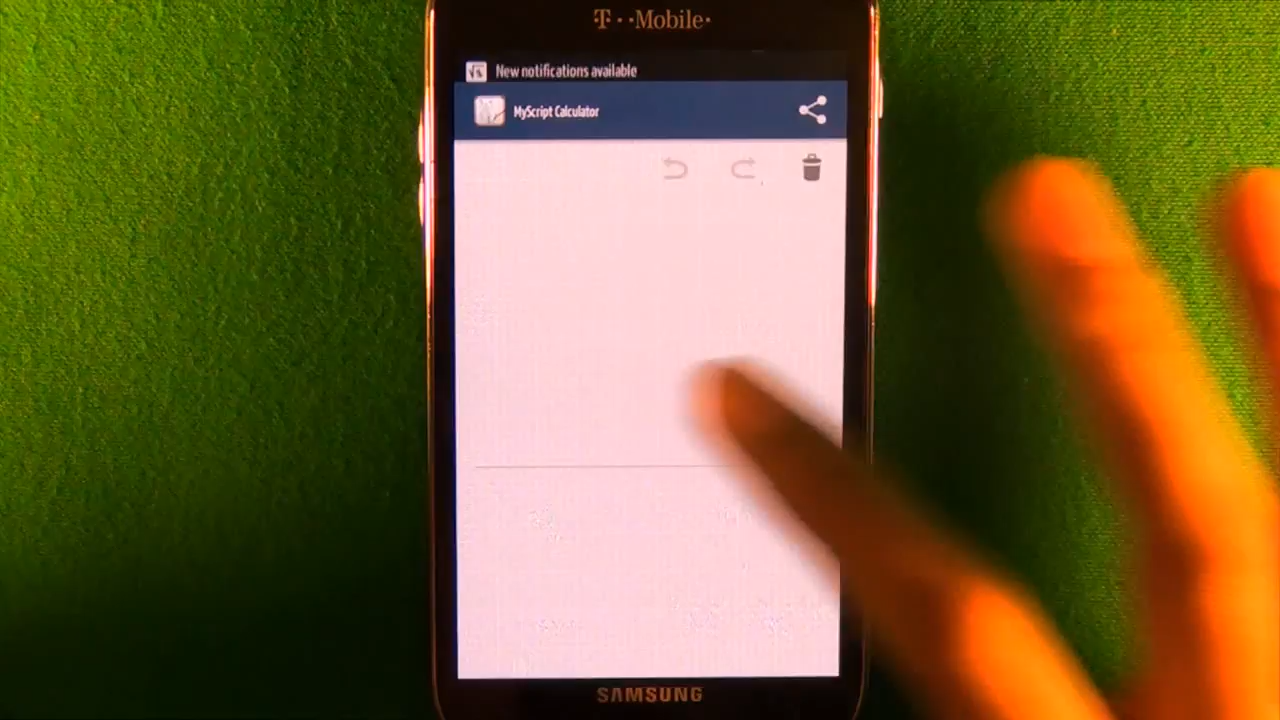 T··Mobile·
New notifications available
MyScript Calculator
SAMSUNG